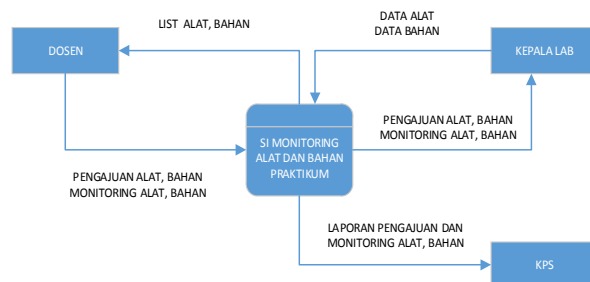 LIST ALAT, BAHAN
DATA ALAT
DATA BAHAN
DOSEN
KEPALA LAB
SI MONITORING
ALAT DAN BAHAN
PRAKTIKUM
PENGAJUAN ALAT, BAHAN
MONITORING ALAT, BAHAN
PENGAJUAN ALAT, BAHAN
MONITORING ALAT, BAHAN
LAPORAN PENGAJUAN DAN
MONITORING ALAT, BAHAN
KPS